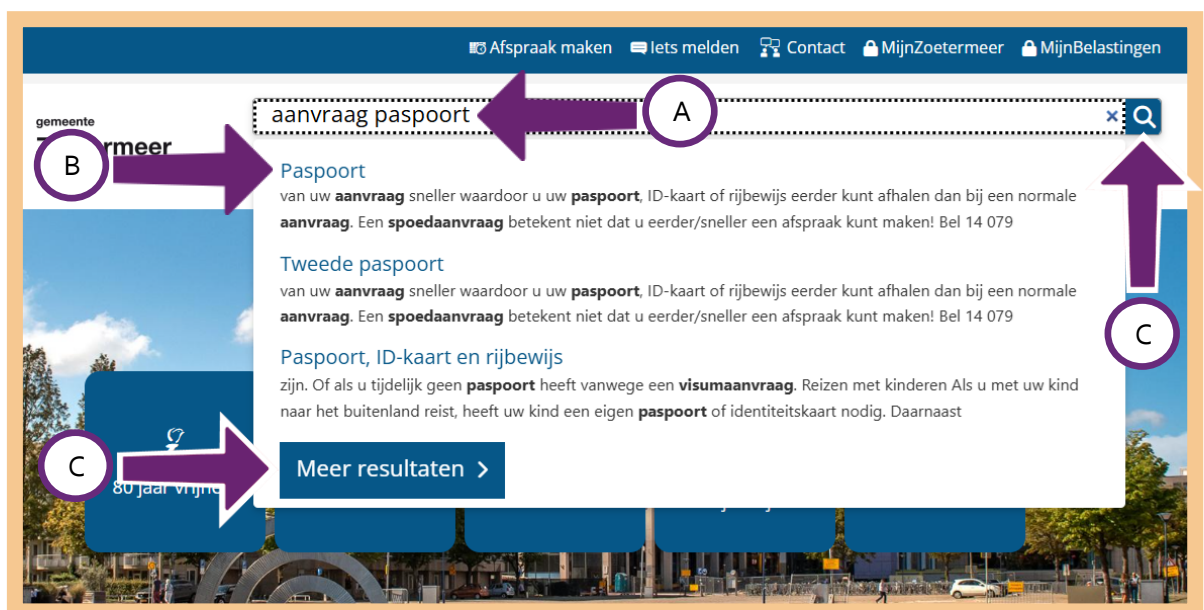 Afspraak maken Iets melden Contact MijnZoetermeer MijnBelastingen
aanvraag paspoort
A
gemeente
rmeer
B
Paspoort
van uw aanvraag sneller waardoor u uw paspoort, ID-kaart of rijbewijs eerder kunt afhalen dan bij een normale
aanvraag. Een spoedaanvraag betekent niet dat u eerder/sneller een afspraak kunt maken! Bel 14 079
Tweede paspoort
van uw aanvraag sneller waardoor u uw paspoort, ID-kaart of rijbewijs eerder kunt afhalen dan bij een normale
aanvraag. Een spoedaanvraag betekent niet dat u eerder/sneller een afspraak kunt maken! Bel 14 079
C
Paspoort, ID-kaart en rijbewijs
zijn. Of als u tijdelijk geen paspoort heeft vanwege een visumaanvraag. Reizen met kinderen Als u met uw kind
naar het buitenland reist, heeft uw kind een eigen paspoort of identiteitskaart nodig. Daarnaast
C
Meer resultaten
80 jaar